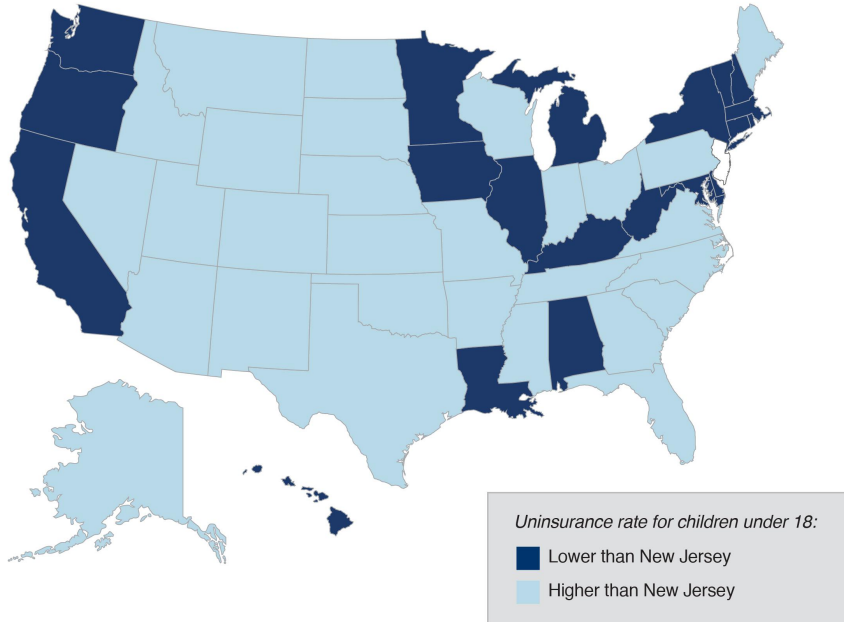 Uninsurance rate for children under 18:
Lower than New Jersey
Higher than New Jersey